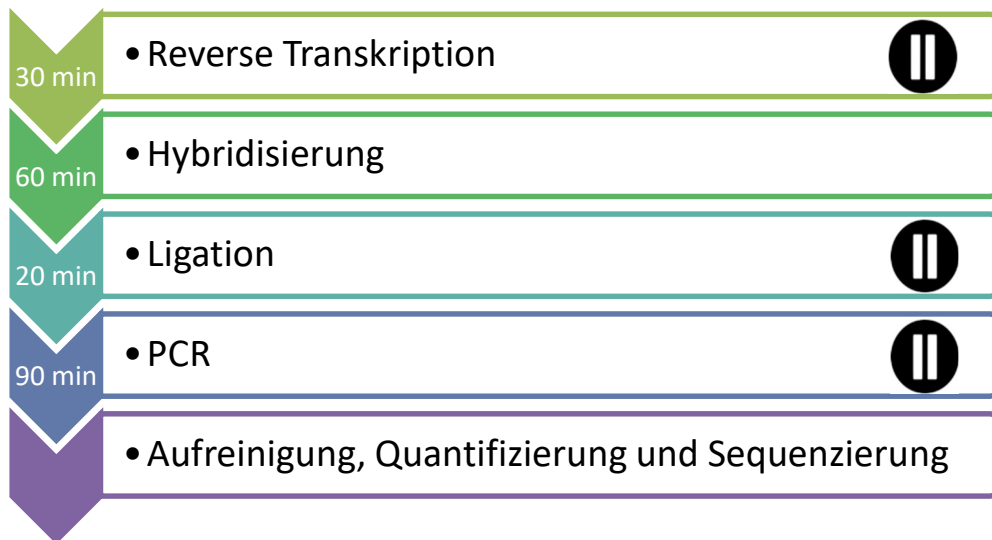 30 min
• Reverse Transkription
60 min
• Hybridisierung
20 min
• Ligation
90 min
• PCR
• Aufreinigung, Quantifizierung und Sequenzierung